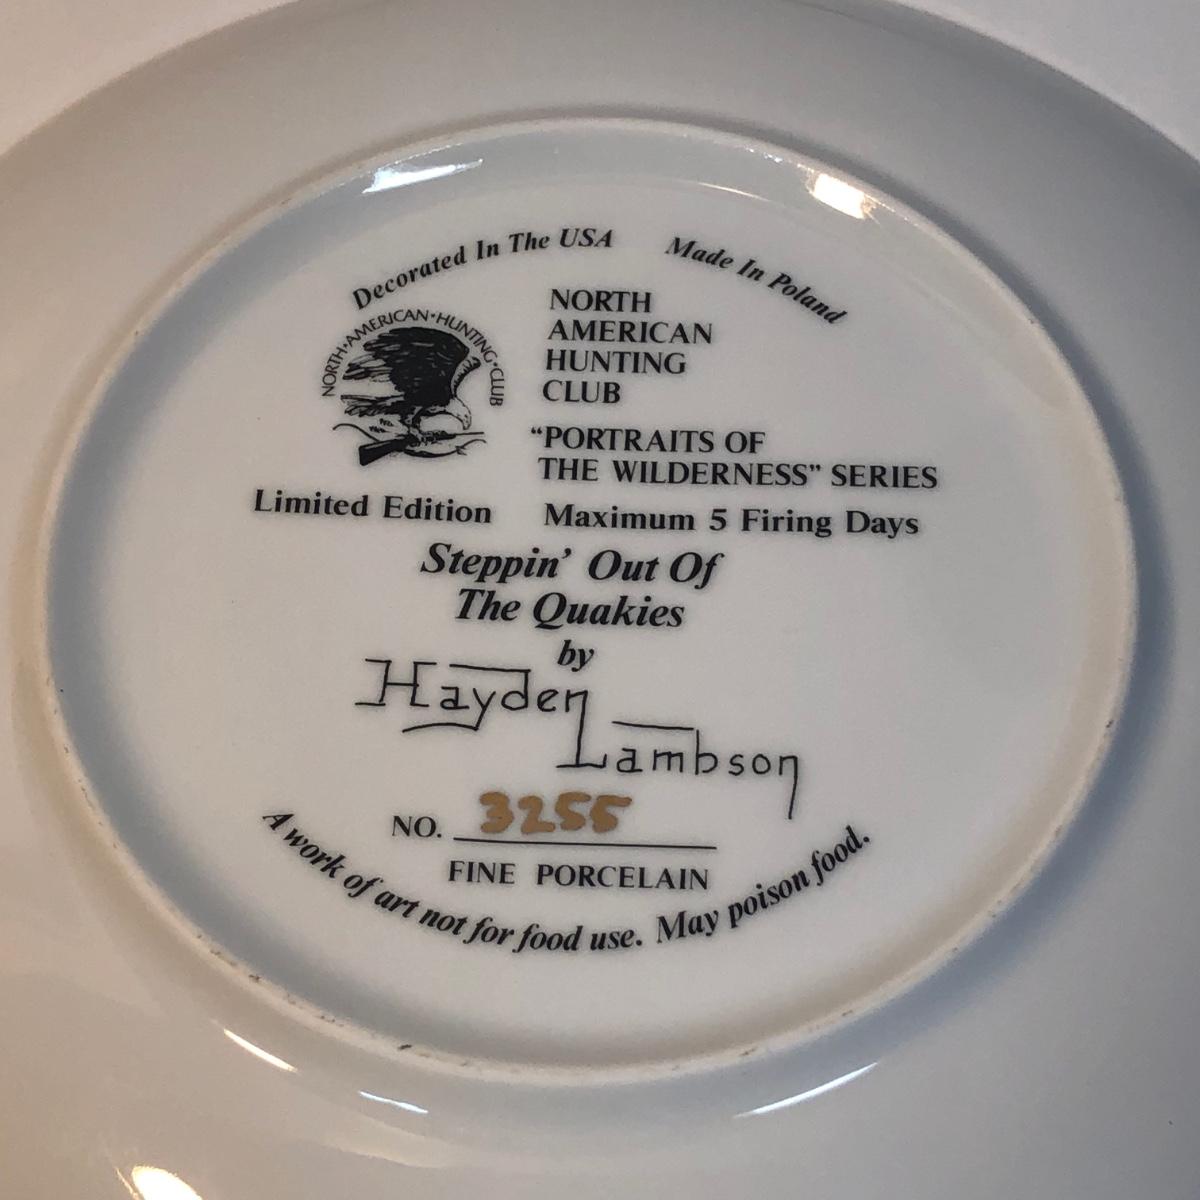 Decorated In The USA Made In Poland
NORTH•AMERICAN•HUNTING•CLUB
NORTH
AMERICAN
HUNTING
CLUB
“PORTRAITS OF
THE WILDERNESS” SERIES
Limited Edition Maximum 5 Firing Days
Steppin’ Out Of
The Quakies
by
Hayden
Lambson
NO. 3255
FINE PORCELAIN
A work of art not for food use. May poison food.